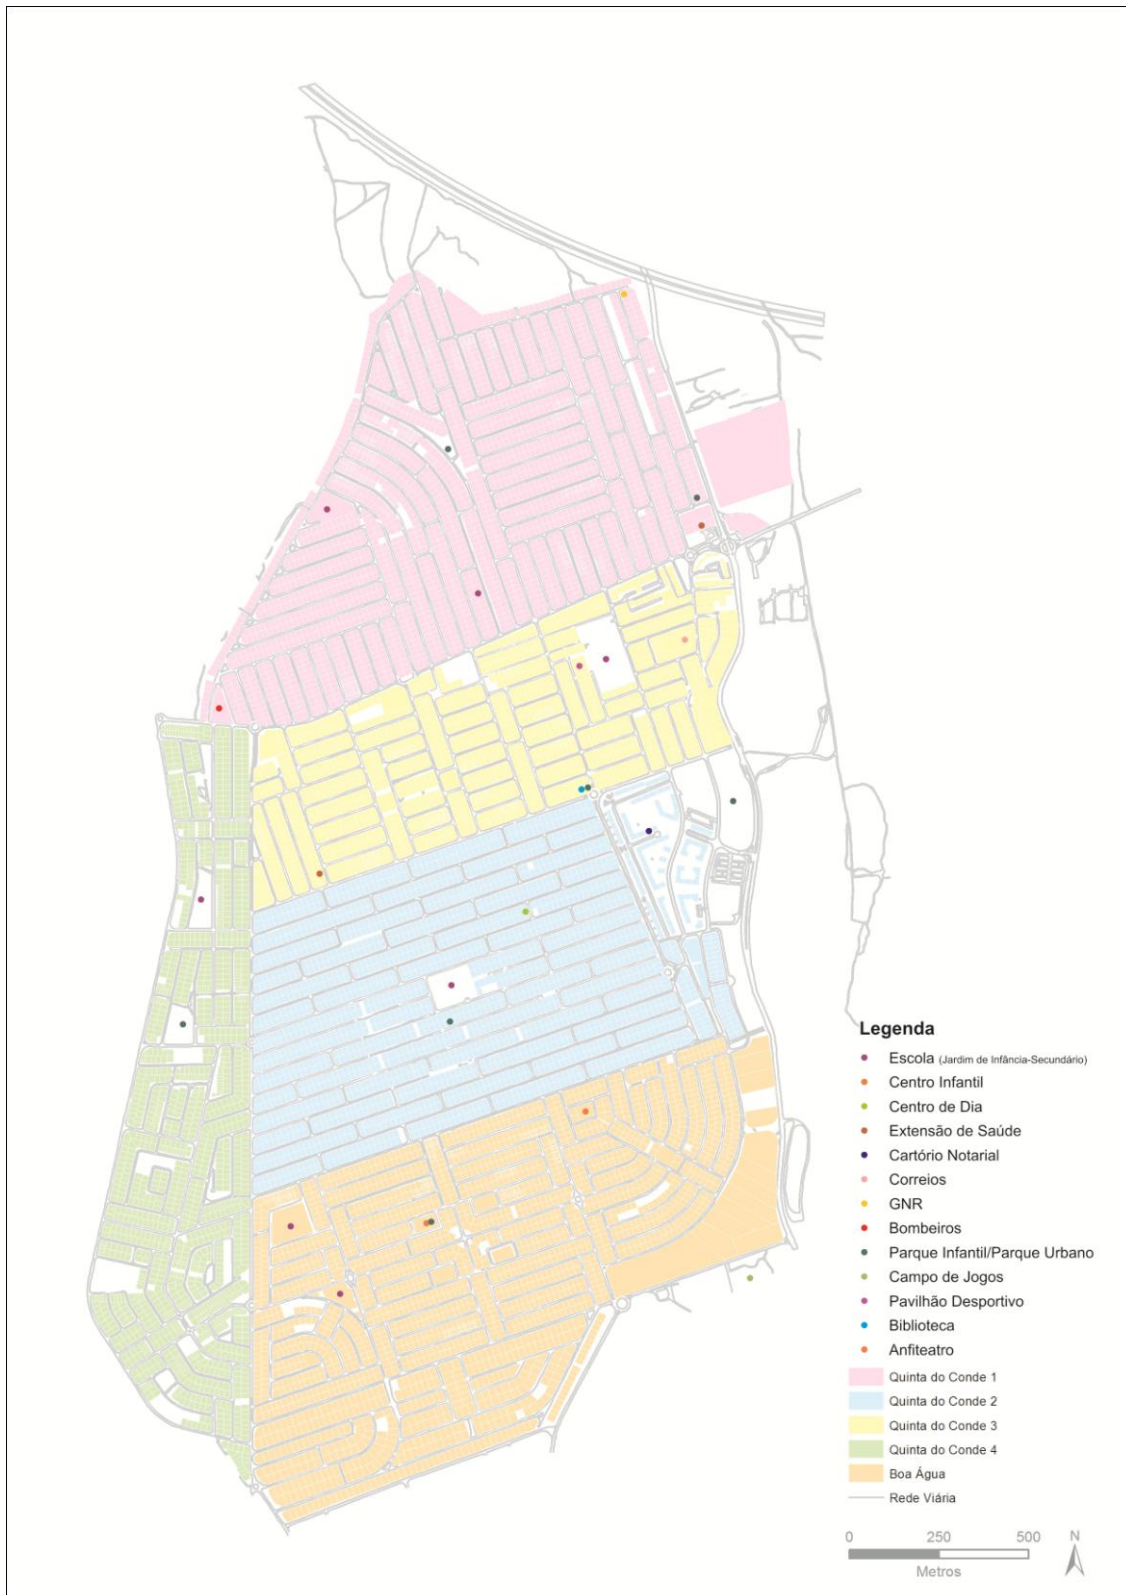 Legenda
Escola (Jardim de Infância-Secundário)
Centro Infantil
Centro de Dia
Extensão de Saúde
Cartório Notarial
Correios
GNR
Bombeiros
Parque Infantil/Parque Urbano
Campo de Jogos
Pavilhão Desportivo
Biblioteca
Anfiteatro
Quinta do Conde 1
Quinta do Conde 2
Quinta do Conde 3
Quinta do Conde 4
Boa Água
Rede Viária
0 250 500 N
Metros